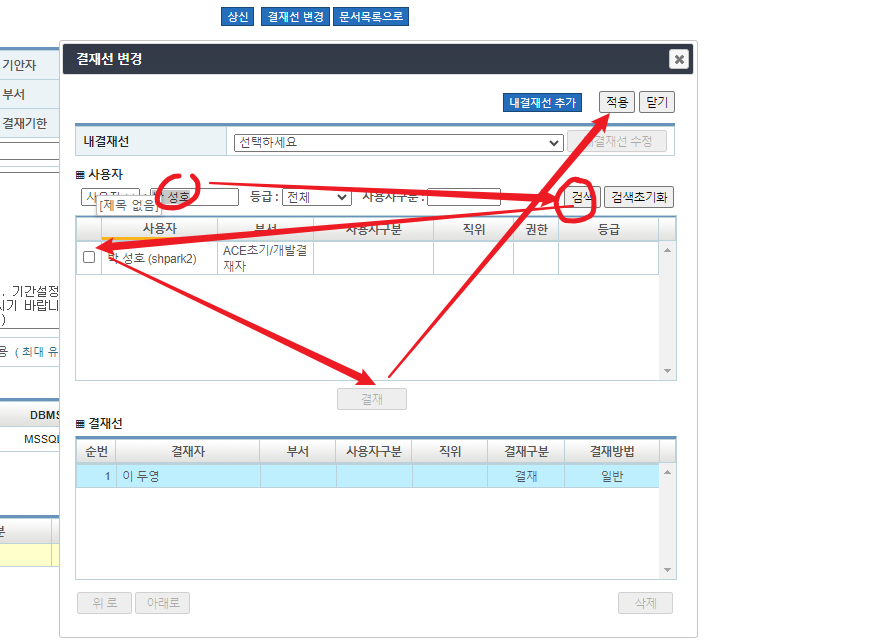 상신 결재선 변경 문서목록으로
결재선 변경
기안자
부서
결재기한
내결재선 추가 적용 닫기
내결재선 선택하세요 내결재선 수정
사용자
성호 등급 : 전체 사용자구분 : 검색 검색초기화
[제목 없음]
사용자 부서 사용자구분 직위 권한 등급
박 성호 (shpark2) ACE초기/개발결
재자
. 기간설정
시기 바랍니
)
용 ( 최대 유
결재
DBMS
MSSQL
결재선
순번 결재자 부서 사용자구분 직위 결재구분 결재방법
1 이 두영 결재 일반
분
위 로 아래로 삭제